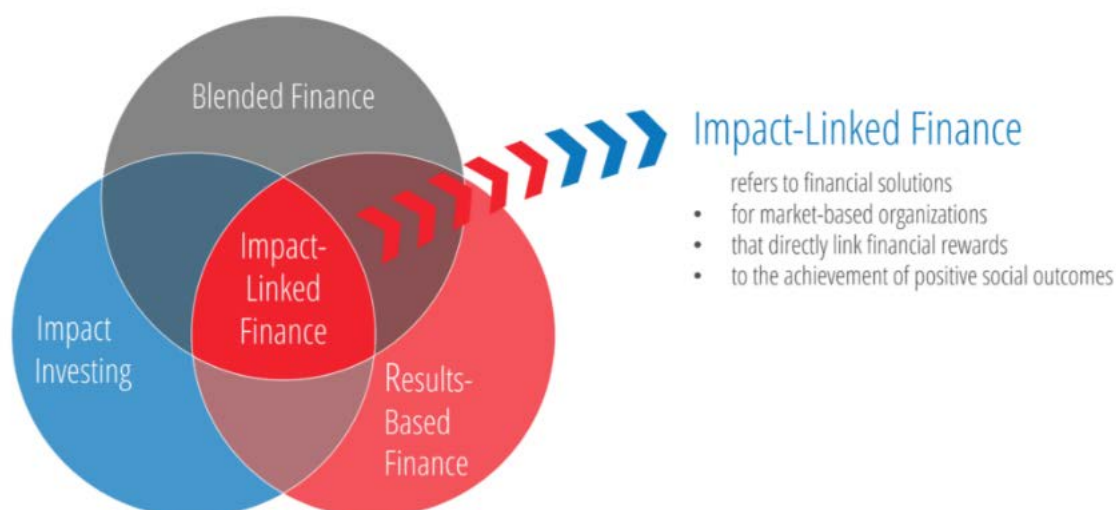 Blended Finance
Impact-
Linked
Finance
Impact
Investing
Results-
Based
Finance
Impact-Linked Finance
refers to financial solutions
• for market-based organizations
• that directly link financial rewards
• to the achievement of positive social outcomes